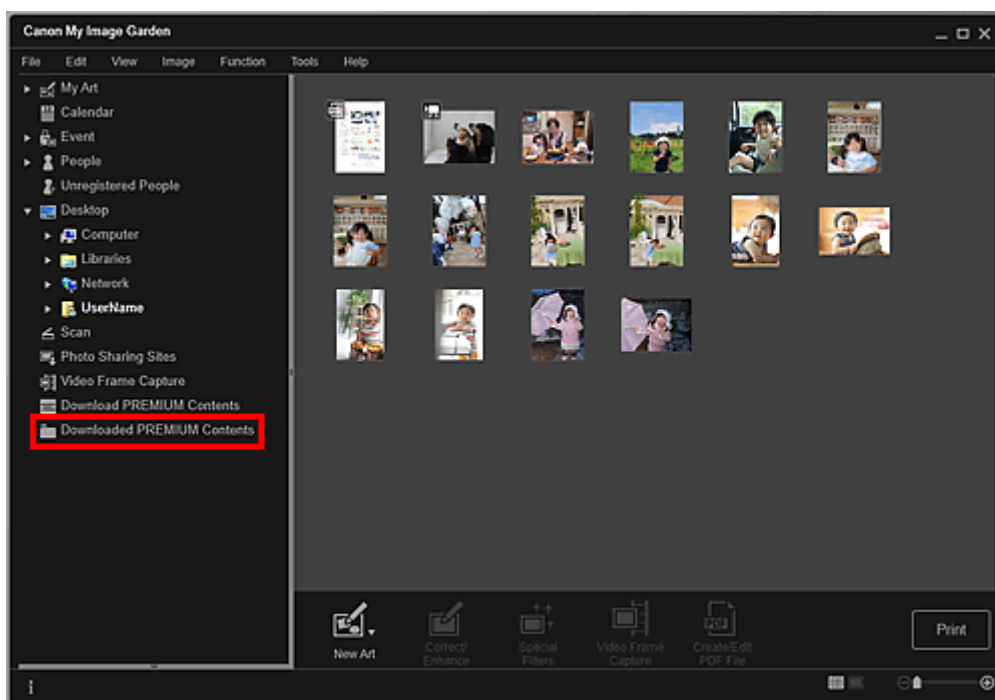 Canon My Image Garden
File Edit View Image Function Tools Help
My Art
Calendar
Event
People
Unregistered People
Desktop
Computer
Libraries
Network
UserName
Scan
Photo Sharing Sites
Video Frame Capture
Download PREMIUM Contents
Downloaded PREMIUM Contents
New Art
Correct/
Enhance
Special
Filters
Video Frame
Capture
Create/Edit
PDF File
PDF
Print